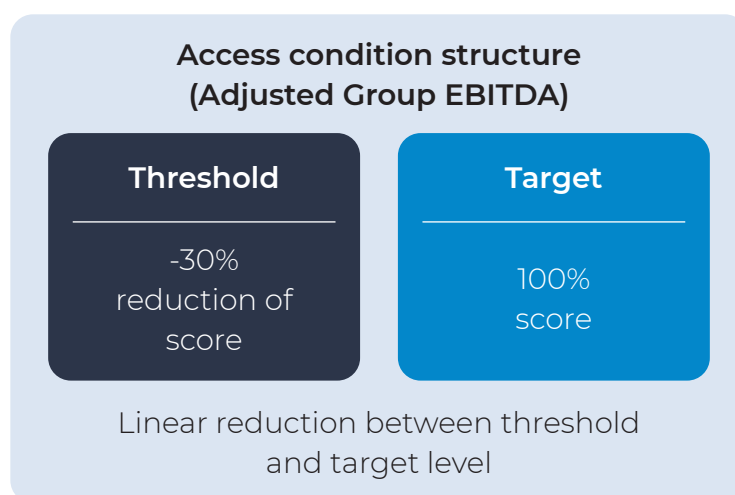 Access condition structure
(Adjusted Group EBITDA)
Threshold
-30%
reduction of
score
Target
100%
score
Linear reduction between threshold
and target level